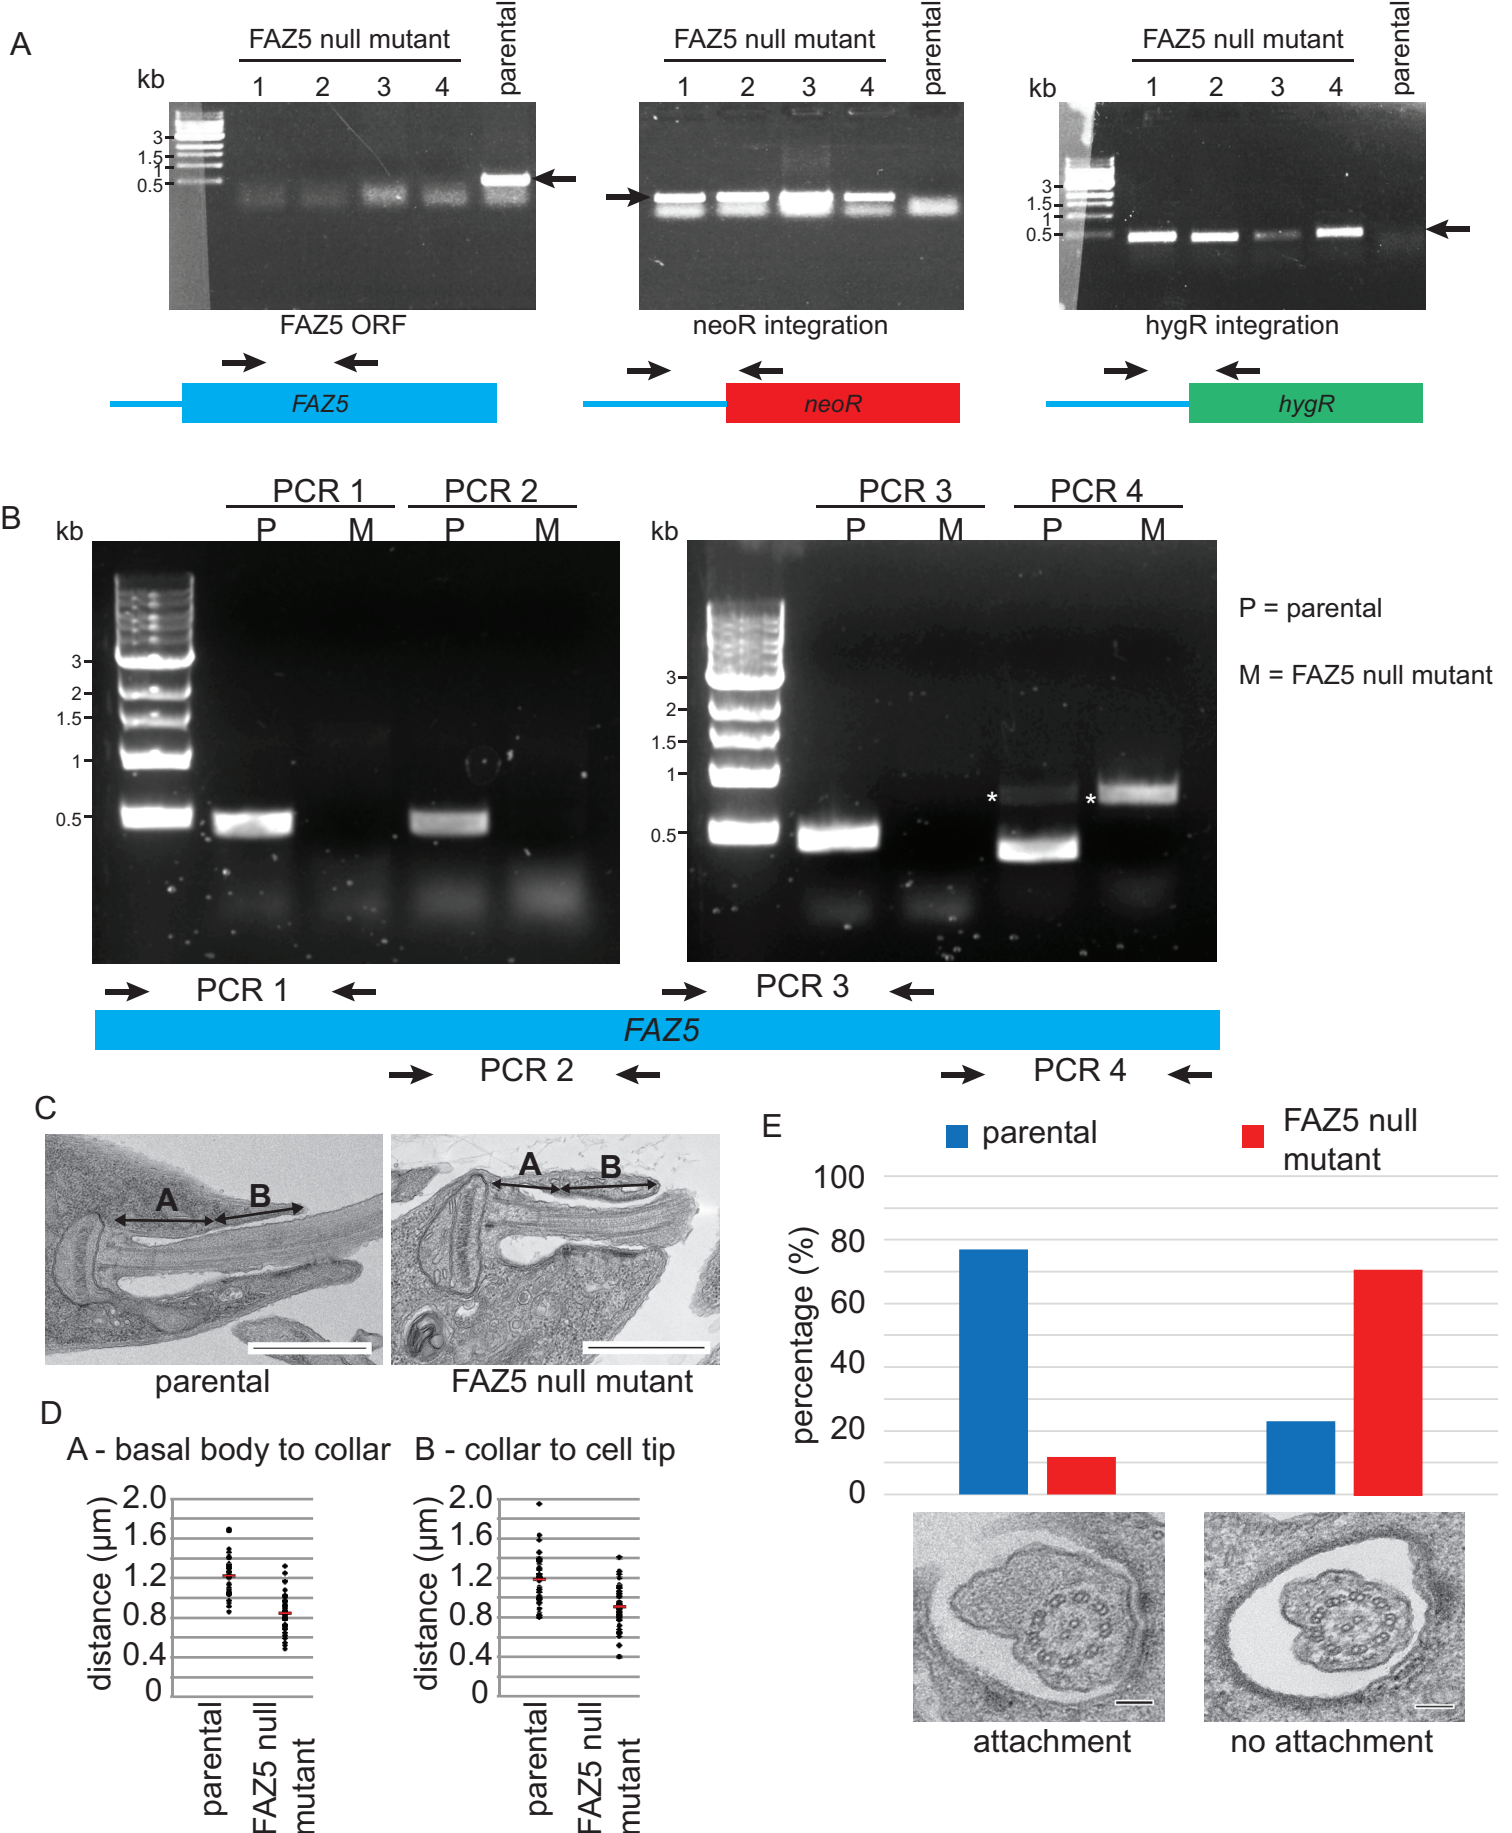 A
FAZ5 null mutant
parental
kb
1 2 3 4
3
1.5
1
0.5
FAZ5 ORF
FAZ5
FAZ5 null mutant
parental
1 2 3 4
neoR integration
neoR
FAZ5 null mutant
parental
kb
1 2 3 4
3
1.5
1
0.5
hygR integration
hygR
B
PCR 1 PCR 2
kb P M P M
3
2
1.5
1
0.5
PCR 3 PCR 4
kb P M P M
3
2
1.5
1
0.5
* *
P = parental
M = FAZ5 null mutant
PCR 1 PCR 3
FAZ5
PCR 2 PCR 4
C
A B
parental
A B
FAZ5 null mutant
D
A - basal body to collar
distance (μm)
2.0
1.6
1.2
0.8
0.4
0
parental
FAZ5 null
mutant
B - collar to cell tip
distance (μm)
2.0
1.6
1.2
0.8
0.4
0
parental
FAZ5 null
mutant
E
parental
FAZ5 null
mutant
percentage (%)
100
80
60
40
20
0
attachment
no attachment